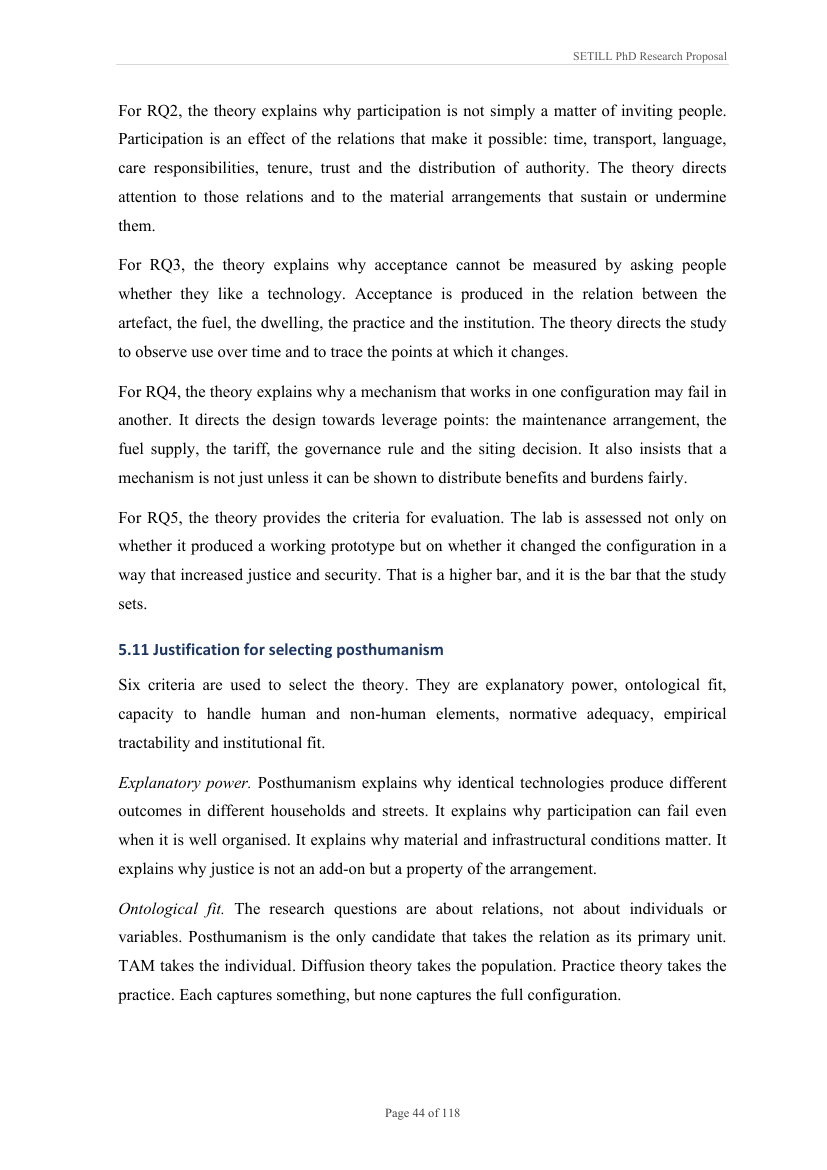 SETILL PhD Research Proposal
For RQ2, the theory explains why participation is not simply a matter of inviting people.
Participation is an effect of the relations that make it possible: time, transport, language,
care responsibilities, tenure, trust and the distribution of authority. The theory directs
attention to those relations and to the material arrangements that sustain or undermine
them.
For RQ3, the theory explains why acceptance cannot be measured by asking people
whether they like a technology. Acceptance is produced in the relation between the
artefact, the fuel, the dwelling, the practice and the institution. The theory directs the study
to observe use over time and to trace the points at which it changes.
For RQ4, the theory explains why a mechanism that works in one configuration may fail in
another. It directs the design towards leverage points: the maintenance arrangement, the
fuel supply, the tariff, the governance rule and the siting decision. It also insists that a
mechanism is not just unless it can be shown to distribute benefits and burdens fairly.
For RQ5, the theory provides the criteria for evaluation. The lab is assessed not only on
whether it produced a working prototype but on whether it changed the configuration in a
way that increased justice and security. That is a higher bar, and it is the bar that the study
sets.
5.11 Justification for selecting posthumanism
Six criteria are used to select the theory. They are explanatory power, ontological fit,
capacity to handle human and non-human elements, normative adequacy, empirical
tractability and institutional fit.
Explanatory power. Posthumanism explains why identical technologies produce different
outcomes in different households and streets. It explains why participation can fail even
when it is well organised. It explains why material and infrastructural conditions matter. It
explains why justice is not an add-on but a property of the arrangement.
Ontological fit. The research questions are about relations, not about individuals or
variables. Posthumanism is the only candidate that takes the relation as its primary unit.
TAM takes the individual. Diffusion theory takes the population. Practice theory takes the
practice. Each captures something, but none captures the full configuration.
Page 44 of 118